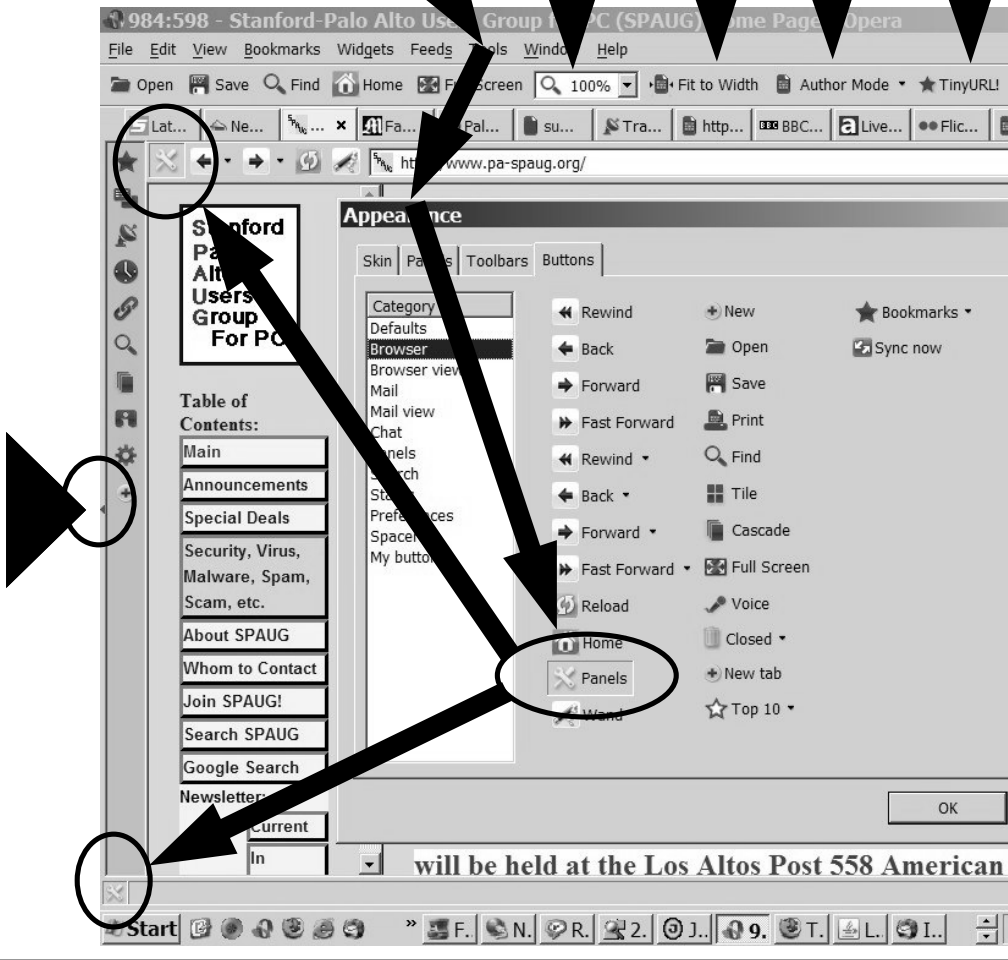 984:598 - Stanford-Palo Alto Users Group for PC (SPAUG) Home Page - Opera
File Edit View Bookmarks Widgets Feeds Tools Window Help
Open Save Find Home Full Screen 100% Fit to Width Author Mode TinyURL!
Lat... Ne... SPAUG ... Fa... Pal... su... Tra... http... BBC BBC... a Live... Flic...
SPAUG http://www.pa-spaug.org/
Stanford
Palo
Alto
Users
Group
For PC
Table of
Contents:
Main
Announcements
Special Deals
Security, Virus,
Malware, Spam,
Scam, etc.
About SPAUG
Whom to Contact
Join SPAUG!
Search SPAUG
Google Search
Newsletter:
Current
In
Appearance
Skin Panels Toolbars Buttons
Category
Defaults
Browser
Browser view
Mail
Mail view
Chat
Panels
Search
Status
Preferences
Spacer
My buttons
Rewind
Back
Forward
Fast Forward
Rewind
Back
Forward
Fast Forward
Reload
Home
Panels
Wand
New
Open
Save
Print
Find
Tile
Cascade
Full Screen
Voice
Closed
New tab
Top 10
Bookmarks
Sync now
OK
will be held at the Los Altos Post 558 American
Start » F.. N. R. 2. J.. 9. T. L.. I..